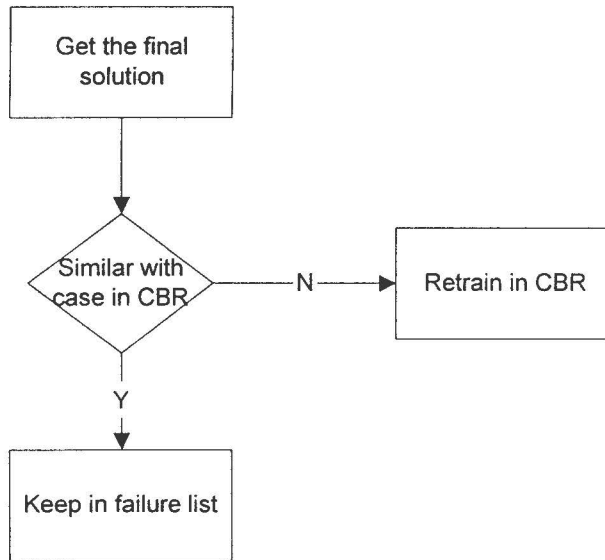 Get the final
solution
Similar with
case in CBR
N
Retrain in CBR
Y
Keep in failure list